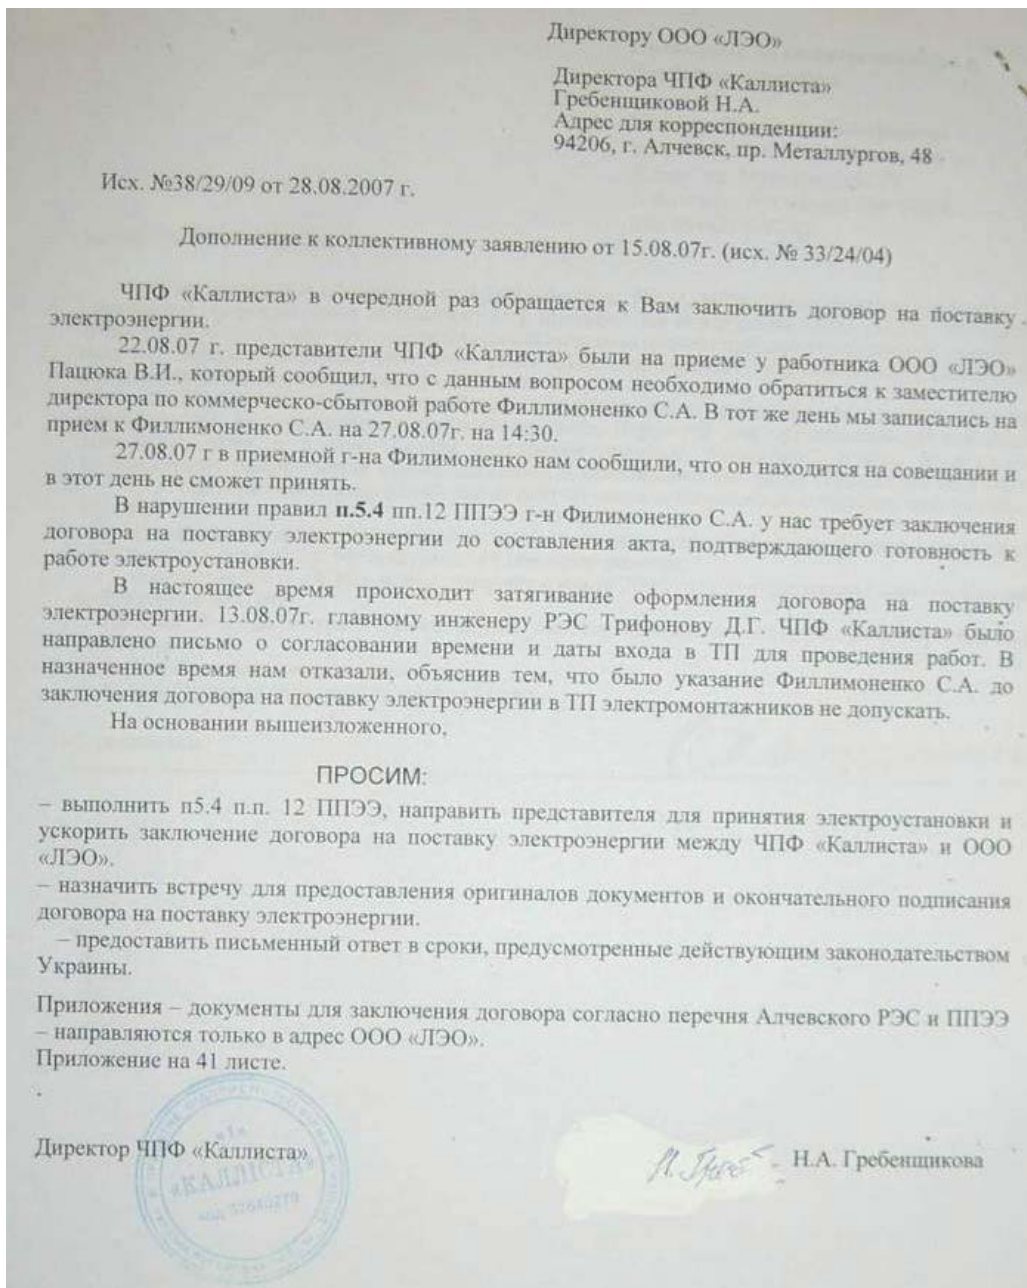 Директору ООО «ЛЭО»
Директора ЧПФ «Каллиста»
Гребенщиковой Н.А.
Адрес для корреспонденции:
94206, г. Алчевск, пр. Металлургов, 48
Исх. №38/29/09 от 28.08.2007 г.
Дополнение к коллективному заявлению от 15.08.07г. (исх. № 33/24/04)
ЧПФ «Каллиста» в очередной раз обращается к Вам заключить договор на поставку
электроэнергии.
22.08.07 г. представители ЧПФ «Каллиста» были на приеме у работника ООО «ЛЭО»
Пацюка В.И., который сообщил, что с данным вопросом необходимо обратиться к заместителю
директора по коммерческо-сбытовой работе Филлимоненко С.А. В тот же день мы записались на
прием к Филлимоненко С.А. на 27.08.07г. на 14:30.
27.08.07 г в приемной г-на Филимоненко нам сообщили, что он находится на совещании и
в этот день не сможет принять.
В нарушении правил п.5.4 пп.12 ППЭЭ г-н Филимоненко С.А. у нас требует заключения
договора на поставку электроэнергии до составления акта, подтверждающего готовность к
работе электроустановки.
В настоящее время происходит затягивание оформления договора на поставку
электроэнергии. 13.08.07г. главному инженеру РЭС Трифонову Д.Г. ЧПФ «Каллиста» было
направлено письмо о согласовании времени и даты входа в ТП для проведения работ. В
назначенное время нам отказали, объяснив тем, что было указание Филлимоненко С.А. до
заключения договора на поставку электроэнергии в ТП электромонтажников не допускать.
На основании вышеизложенного,
ПРОСИМ:
– выполнить п5.4 п.п. 12 ППЭЭ, направить представителя для принятия электроустановки и
ускорить заключение договора на поставку электроэнергии между ЧПФ «Каллиста» и ООО
«ЛЭО».
– назначить встречу для предоставления оригиналов документов и окончательного подписания
договора на поставку электроэнергии.
– предоставить письменный ответ в сроки, предусмотренные действующим законодательством
Украины.
Приложения – документы для заключения договора согласно перечня Алчевского РЭС и ППЭЭ
– направляются только в адрес ООО «ЛЭО».
Приложение на 41 листе.
Директор ЧПФ «Каллиста»
Н.А. Гребенщикова
«КАЛЛІСТА»